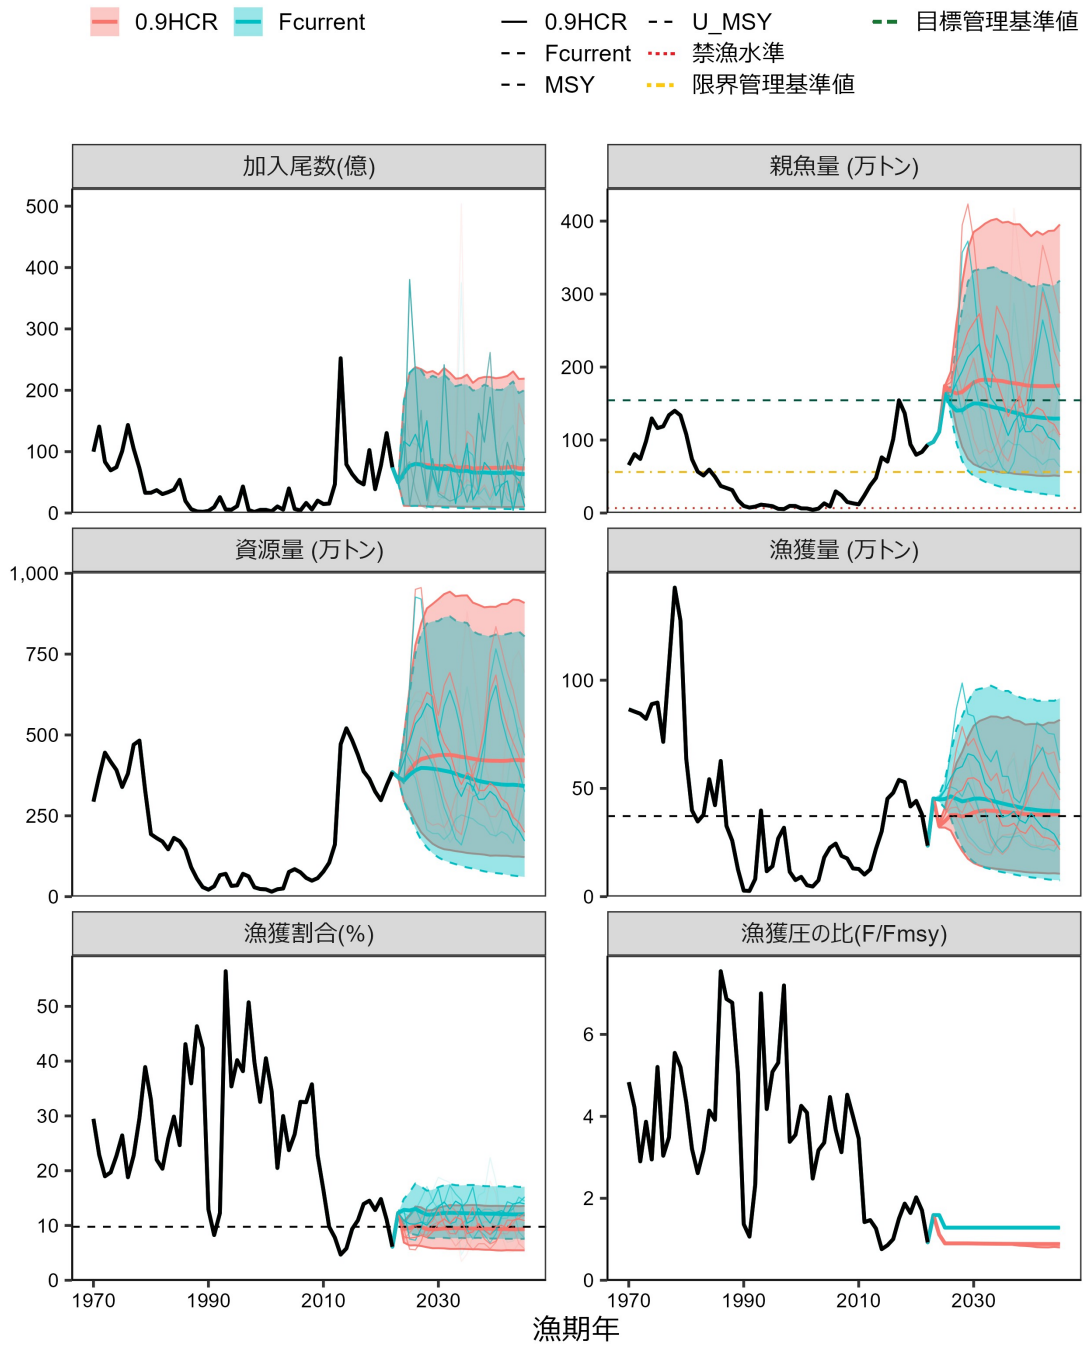 0.9HCR Fcurrent 0.9HCR U_MSY 目標管理基準値
Fcurrent 禁漁水準
MSY 限界管理基準値
加入尾数(億)
500
400
300
200
100
0
親魚量 (万トン)
400
300
200
100
0
資源量 (万トン)
1,000
750
500
250
0
漁獲量 (万トン)
100
50
0
漁獲割合(%)
50
40
30
20
10
0
1970 1990 2010 2030
漁獲圧の比(F/Fmsy)
6
4
2
0
1970 1990 2010 2030
漁期年